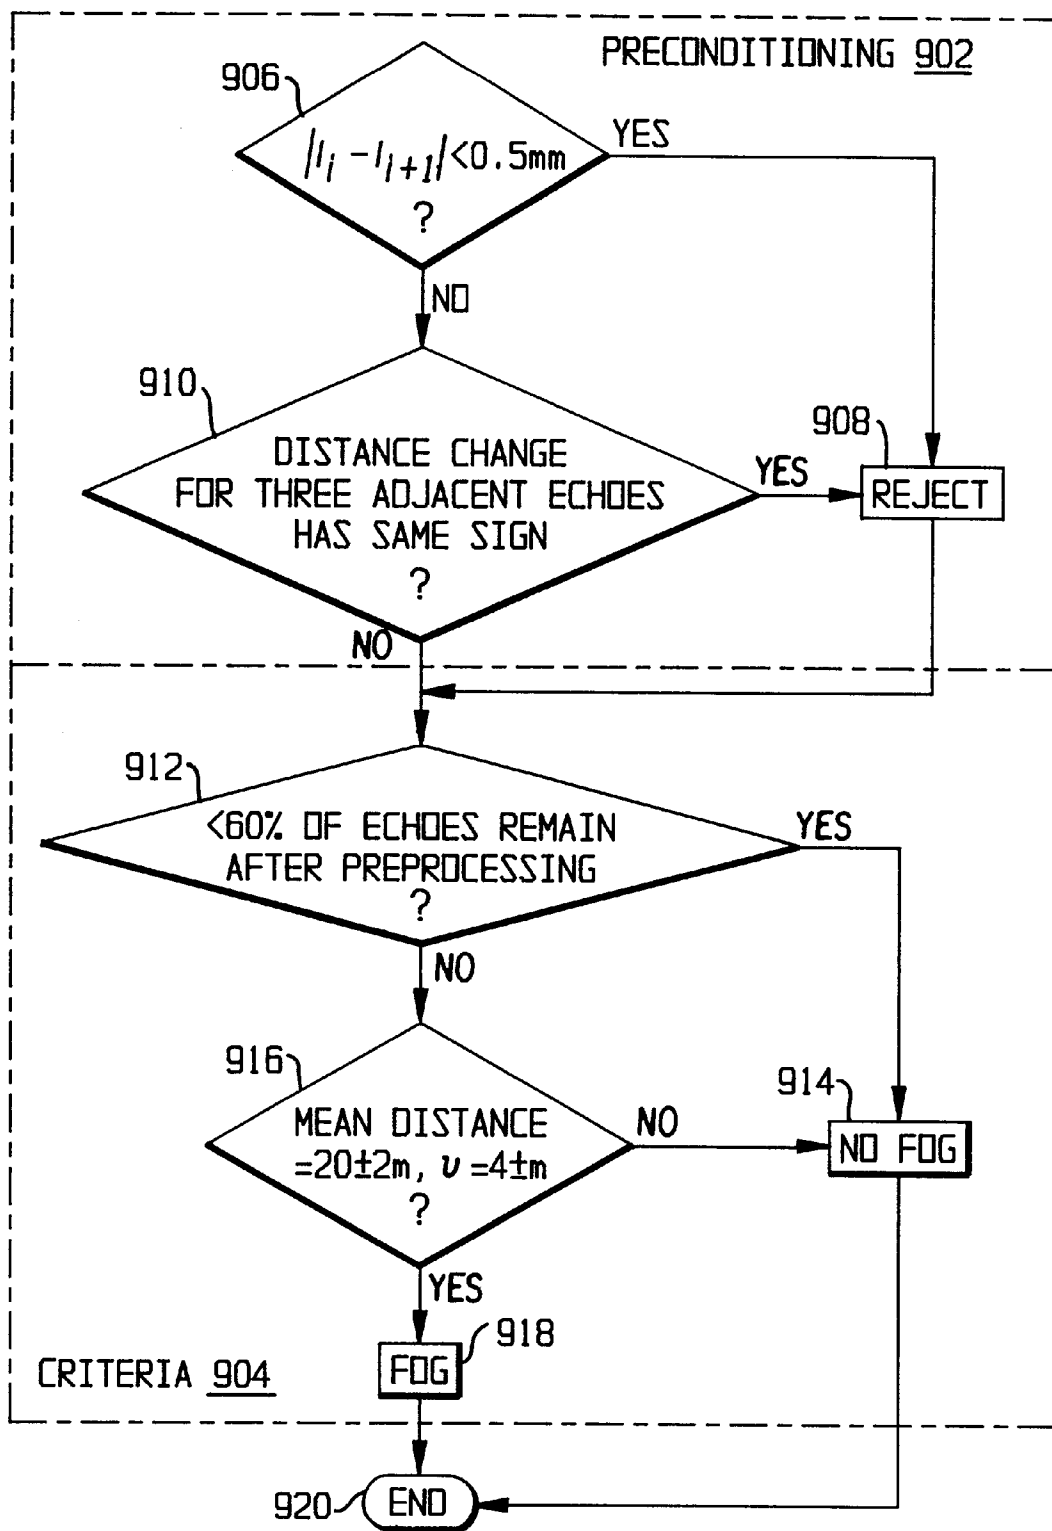 PRECONDITIONING 902
906
|l_i - l_{i+1}|<0.5mm
?
YES
NO
910
DISTANCE CHANGE
FOR THREE ADJACENT ECHOES
HAS SAME SIGN
?
YES
908
REJECT
NO
912
<60% OF ECHOES REMAIN
AFTER PREPROCESSING
?
YES
NO
916
MEAN DISTANCE
=20±2m, υ=4±m
?
NO
914
NO FOG
YES
918
FOG
CRITERIA 904
920
END